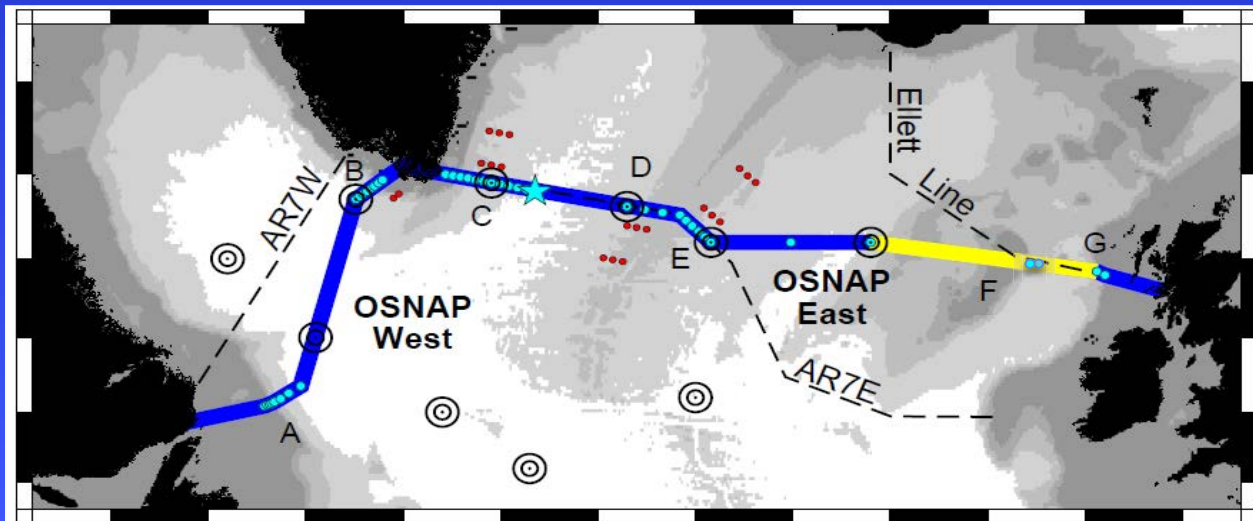 Ellett
Line
AR7W
B
C
D
E
F
G
OSNAP
West
OSNAP
East
AR7E
A